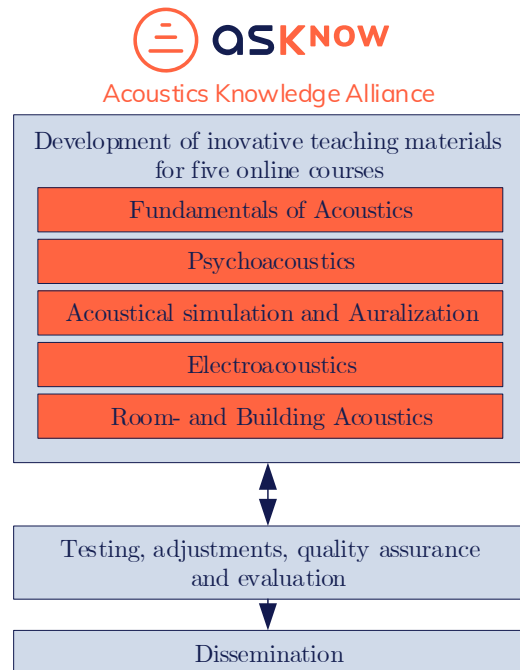 asknow
Acoustics Knowledge Alliance
Development of inovative teaching materials
for five online courses
Fundamentals of Acoustics
Psychoacoustics
Acoustical simulation and Auralization
Electroacoustics
Room- and Building Acoustics
Testing, adjustments, quality assurance
and evaluation
Dissemination